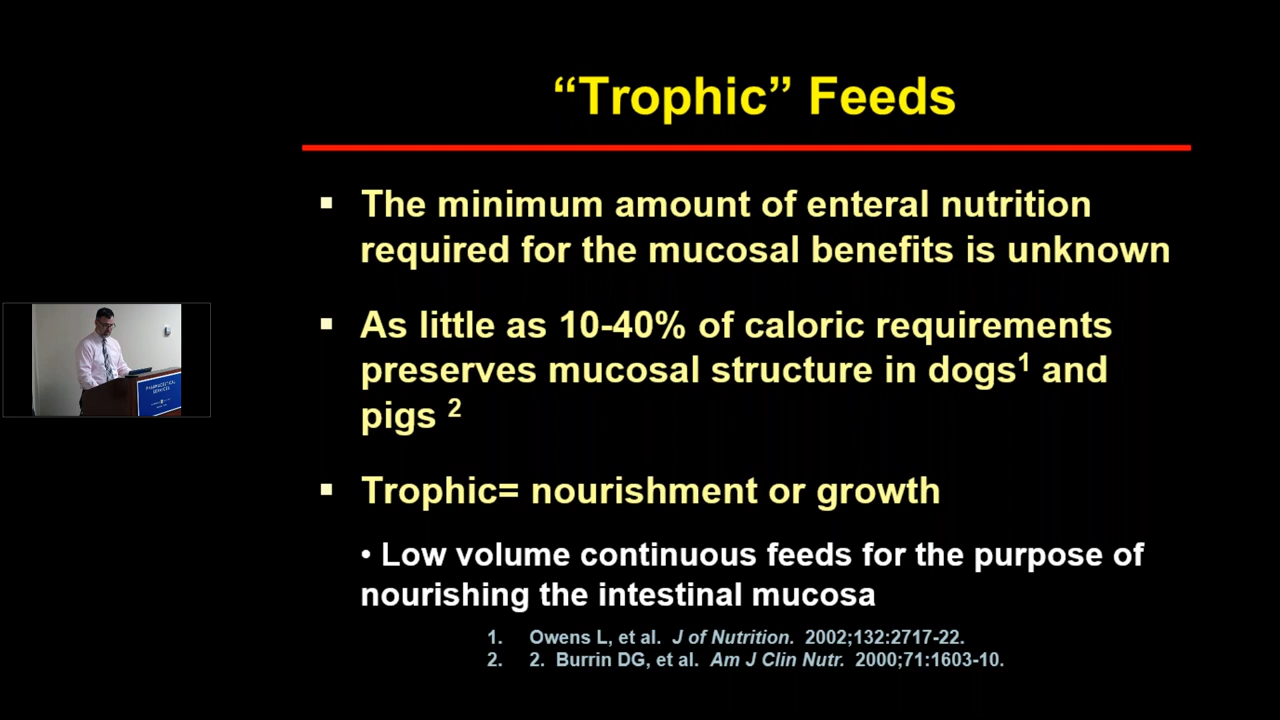 “Trophic” Feeds
▪ The minimum amount of enteral nutrition
required for the mucosal benefits is unknown
▪ As little as 10-40% of caloric requirements
preserves mucosal structure in dogs¹ and
pigs ²
▪ Trophic= nourishment or growth
• Low volume continuous feeds for the purpose of
nourishing the intestinal mucosa
1. Owens L, et al. J of Nutrition. 2002;132:2717-22.
2. 2. Burrin DG, et al. Am J Clin Nutr. 2000;71:1603-10.
PHARMACEUTICAL
SERVICES